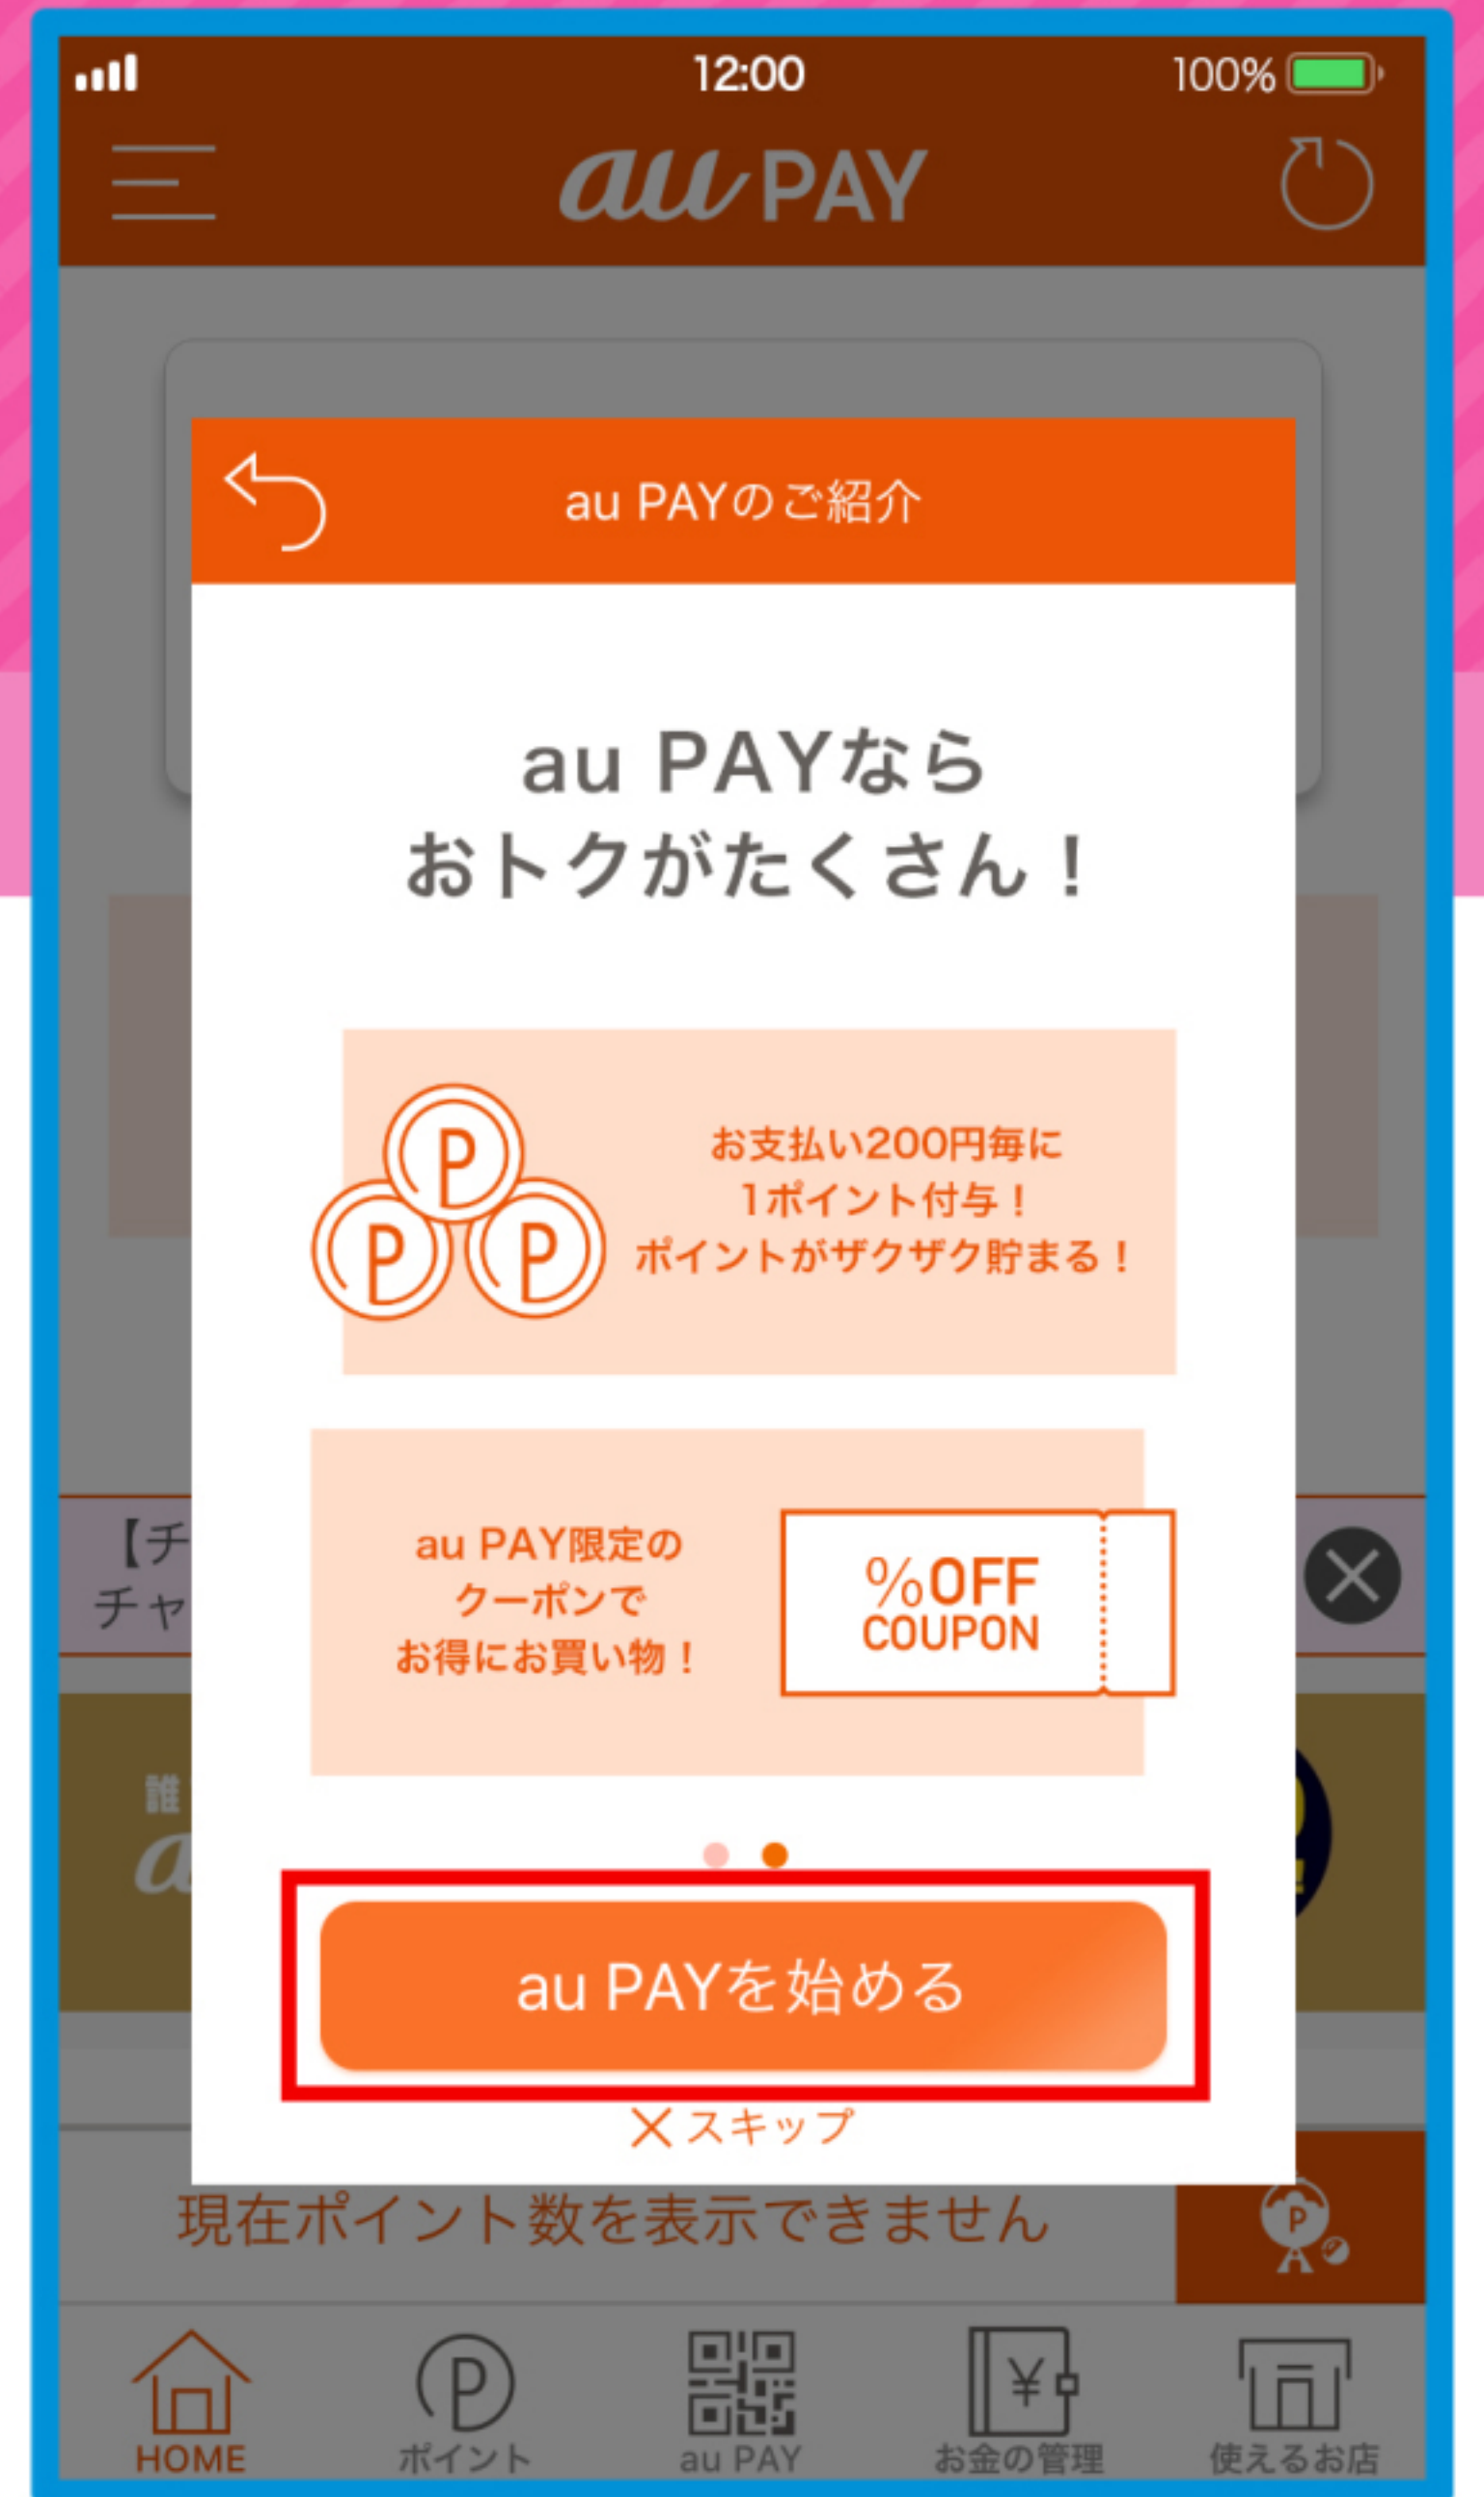 12:00
100%
au PAY
au PAYのご紹介
au PAYなら
おトクがたくさん！
P
P
P
お支払い200円毎に
1ポイント付与！
ポイントがザクザク貯まる！
au PAY限定の
クーポンで
お得にお買い物！
%OFF
COUPON
【チ
チャ
誰
a
au PAYを始める
×スキップ
現在ポイント数を表示できません
P
P
¥
HOME
ポイント
au PAY
お金の管理
使えるお店